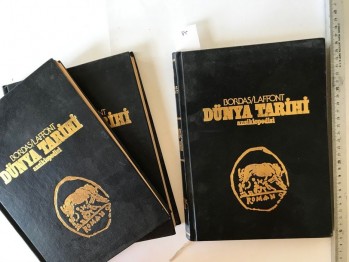 BORDAS/LAFFONT
DÜNYA TARİHİ
ansiklopedisi
ROMAN
BORDAS/LAFFONT
DÜNYA TARİHİ
ansiklopedisi
ROMAN